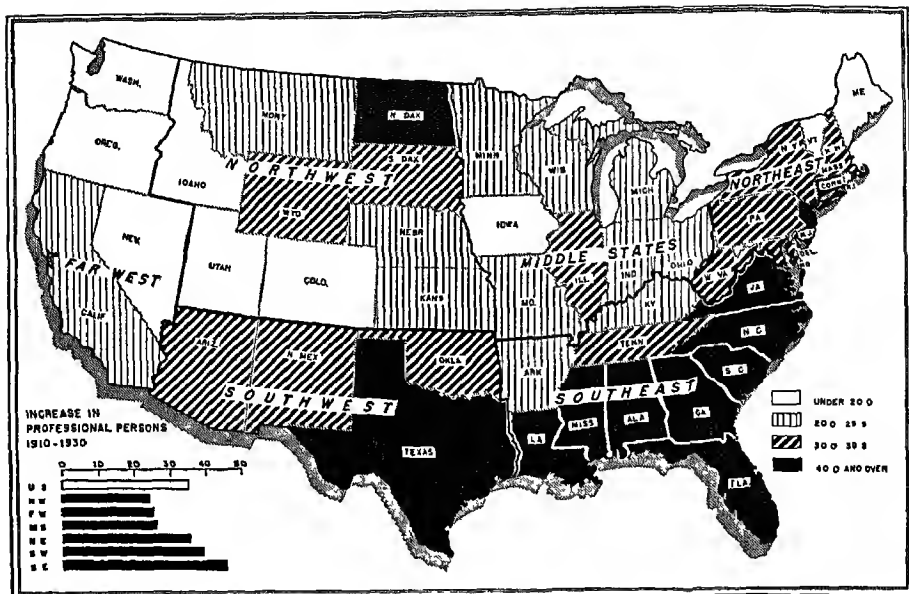 WASH.
OREG.
IDAHO
MONT
N. DAK
S. DAK
NORTHWEST
WYO.
NEBR
KANS
MINN
WIS
MICH
IOWA
ILL.
IND
OHIO
MO.
KY
MIDDLE STATES
ME
N.Y.
VT
N.H.
MASS
CONN
R.I.
NORTHEAST
PA.
N.J.
DEL
MD
W. VA
VA
N.C.
S.C.
TENN
ARK
SOUTHEAST
MISS
ALA
GA.
LA
FLA.
NEV.
UTAH
COLO.
FAR WEST
CALIF
ARIZ.
N. MEX
OKLA.
SOUTHWEST
TEXAS
UNDER 20.0
20.0 29.9
30.0 39.9
40.0 AND OVER
INCREASE IN
PROFESSIONAL PERSONS
1910-1930
0 10 20 30 40 50
U S
N W
F W
M S
N E
S W
S E